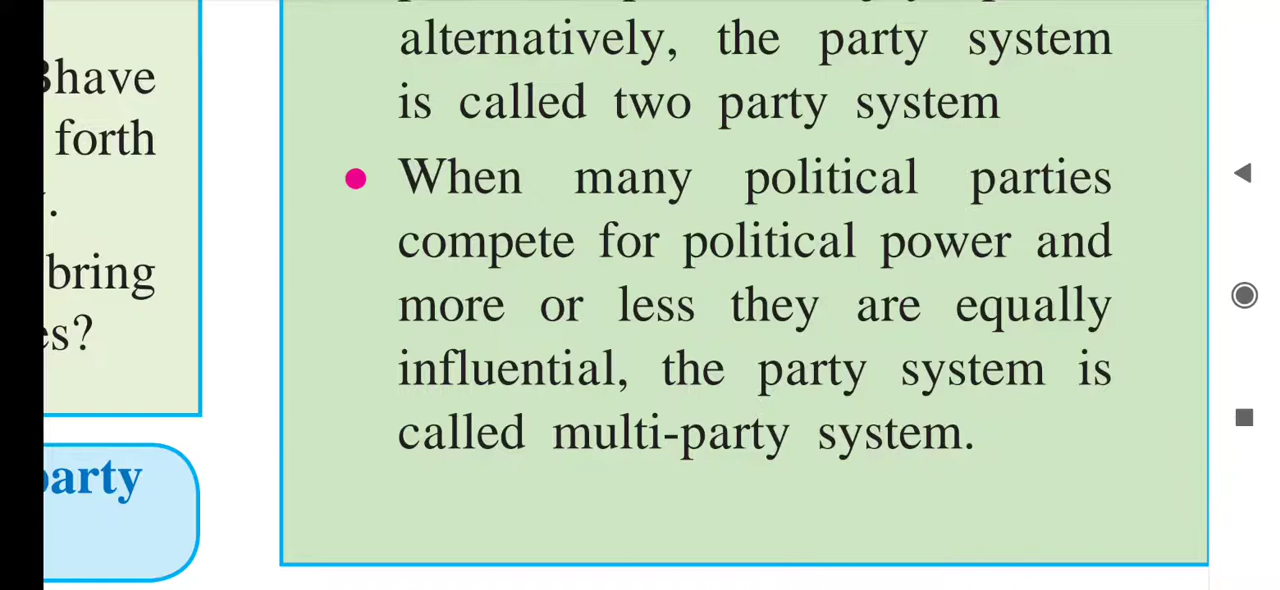 have
forth
.
bring
s?
party
alternatively, the party system
is called two party system
When many political parties
compete for political power and
more or less they are equally
influential, the party system is
called multi-party system.